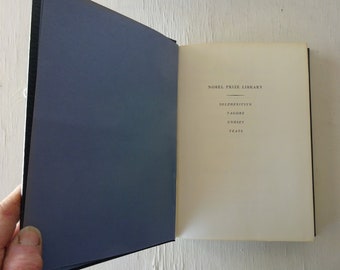 NOBEL PRIZE LIBRARY
SOLZHENITSYN
TAGORE
UNDSET
YEATS